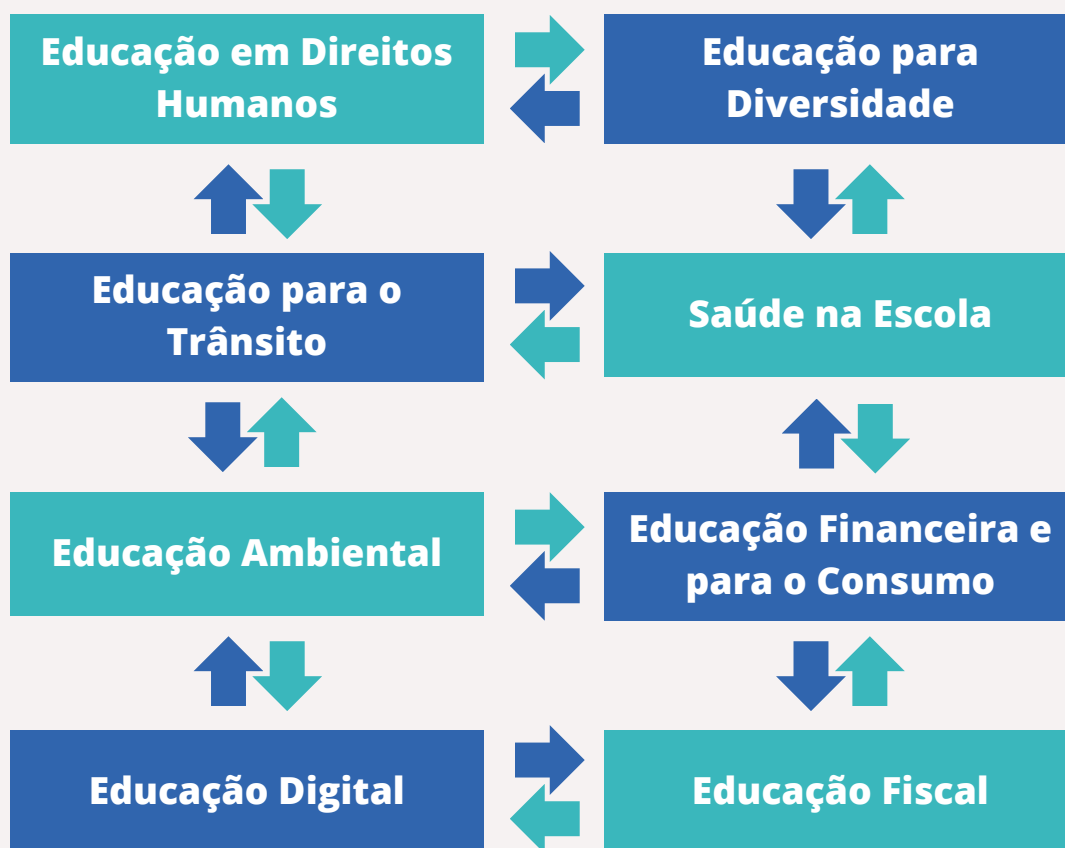 Educação em Direitos
Humanos
Educação para
Diversidade
Educação para o
Trânsito
Saúde na Escola
Educação Ambiental
Educação Financeira e
para o Consumo
Educação Digital
Educação Fiscal